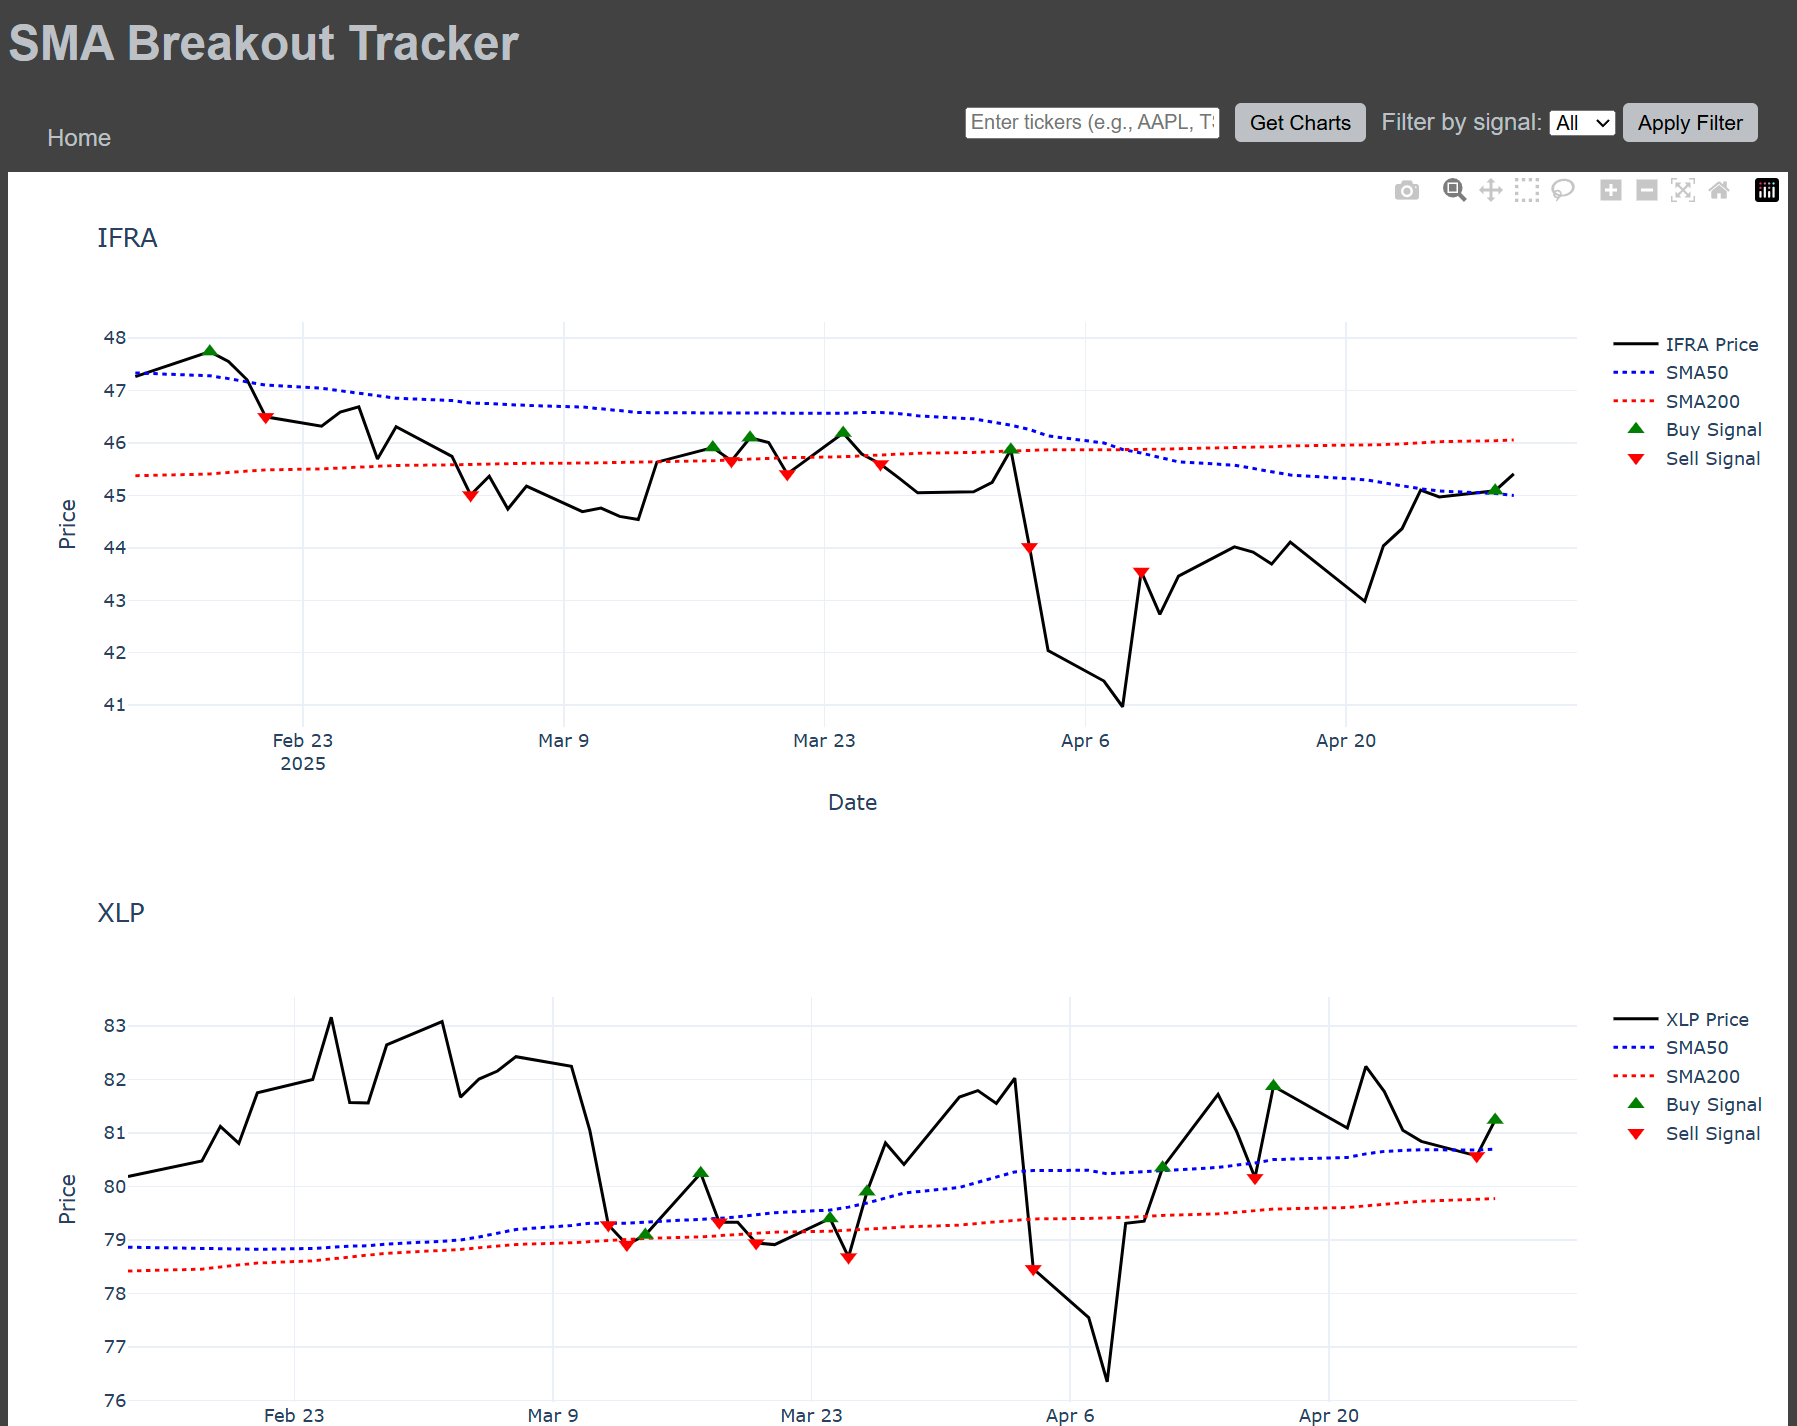 SMA Breakout Tracker
Home
Enter tickers (e.g., AAPL, TS
Get Charts
Filter by signal:
All
Apply Filter
IFRA
48
47
46
45
44
43
42
41
Price
Feb 23
2025
Mar 9
Mar 23
Apr 6
Apr 20
Date
IFRA Price
SMA50
SMA200
Buy Signal
Sell Signal
XLP
83
82
81
80
79
78
77
76
Price
Feb 23
Mar 9
Mar 23
Apr 6
Apr 20
XLP Price
SMA50
SMA200
Buy Signal
Sell Signal